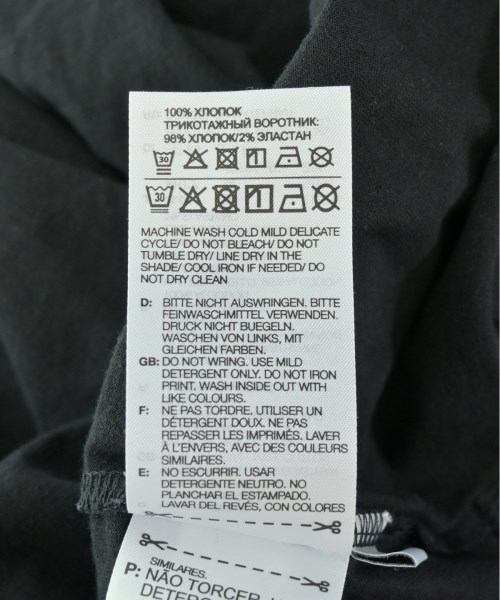 100% ХЛОПОК
ТРИКОТАЖНЫЙ ВОРОТНИК:
98% ХЛОПОК/2% ЭЛАСТАН
30
30
MACHINE WASH COLD MILD DELICATE
CYCLE/ DO NOT BLEACH/ DO NOT
TUMBLE DRY/ LINE DRY IN THE
SHADE/ COOL IRON IF NEEDED/ DO
NOT DRY CLEAN
D: BITTE NICHT AUSWRINGEN. BITTE
FEINWASCHMITTEL VERWENDEN.
DRUCK NICHT BUEGELN.
WASCHEN VON LINKS, MIT
GLEICHEN FARBEN.
GB: DO NOT WRING. USE MILD
DETERGENT ONLY. DO NOT IRON
PRINT. WASH INSIDE OUT WITH
LIKE COLOURS.
F: NE PAS TORDRE. UTILISER UN
DÉTERGENT DOUX. NE PAS
REPASSER LES IMPRIMÉS. LAVER
À L'ENVERS, AVEC DES COULEURS
SIMILAIRES.
E: NO ESCURRIR. USAR
DETERGENTE NEUTRO. NO
PLANCHAR EL ESTAMPADO.
LAVAR DEL REVÉS, CON COLORES
SIMILARES.
P: NÃO TORCER.